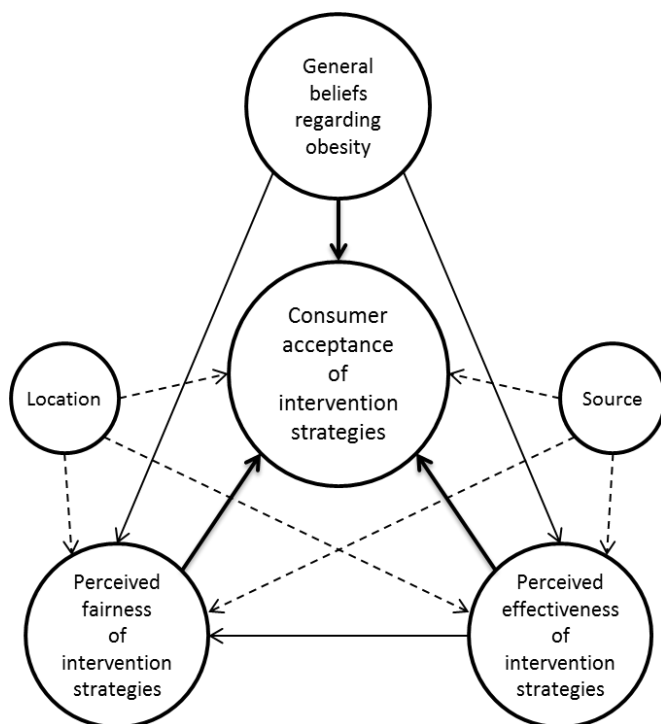 General
beliefs
regarding
obesity
Consumer
acceptance
of
intervention
strategies
Location
Source
Perceived
fairness
of
intervention
strategies
Perceived
effectiveness
of
intervention
strategies